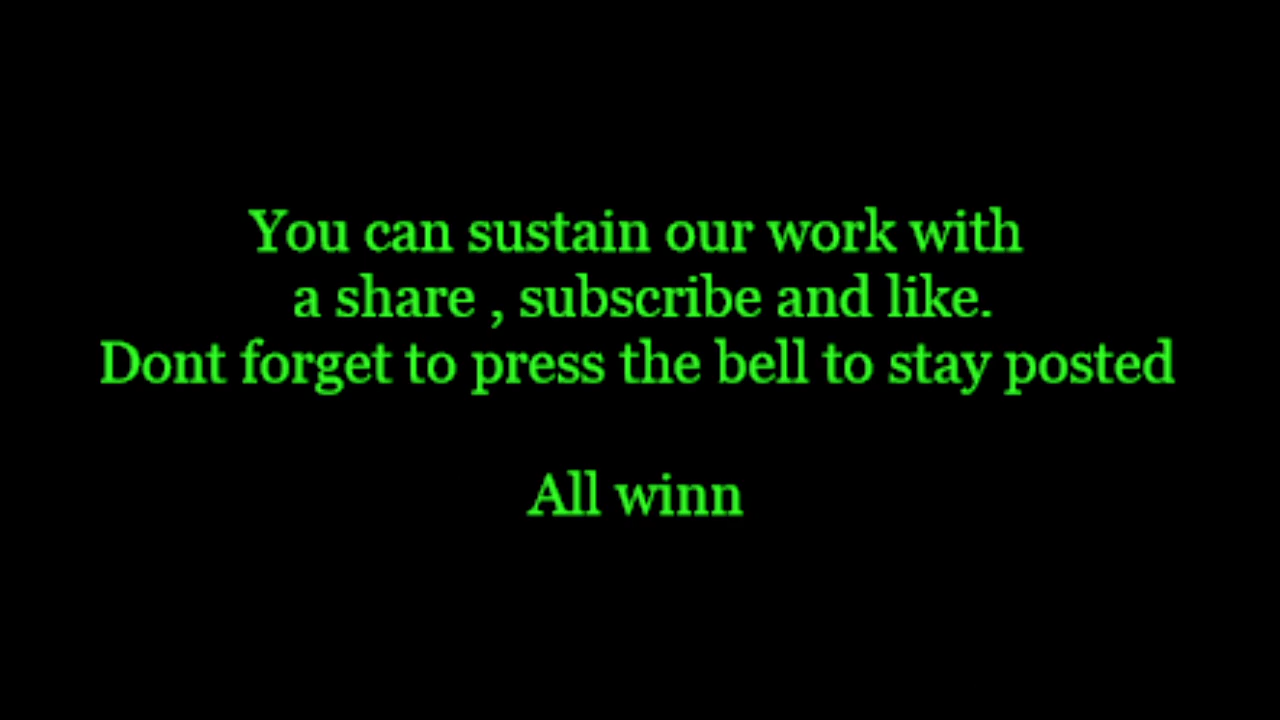 You can sustain our work with
a share , subscribe and like.
Dont forget to press the bell to stay posted
All winn